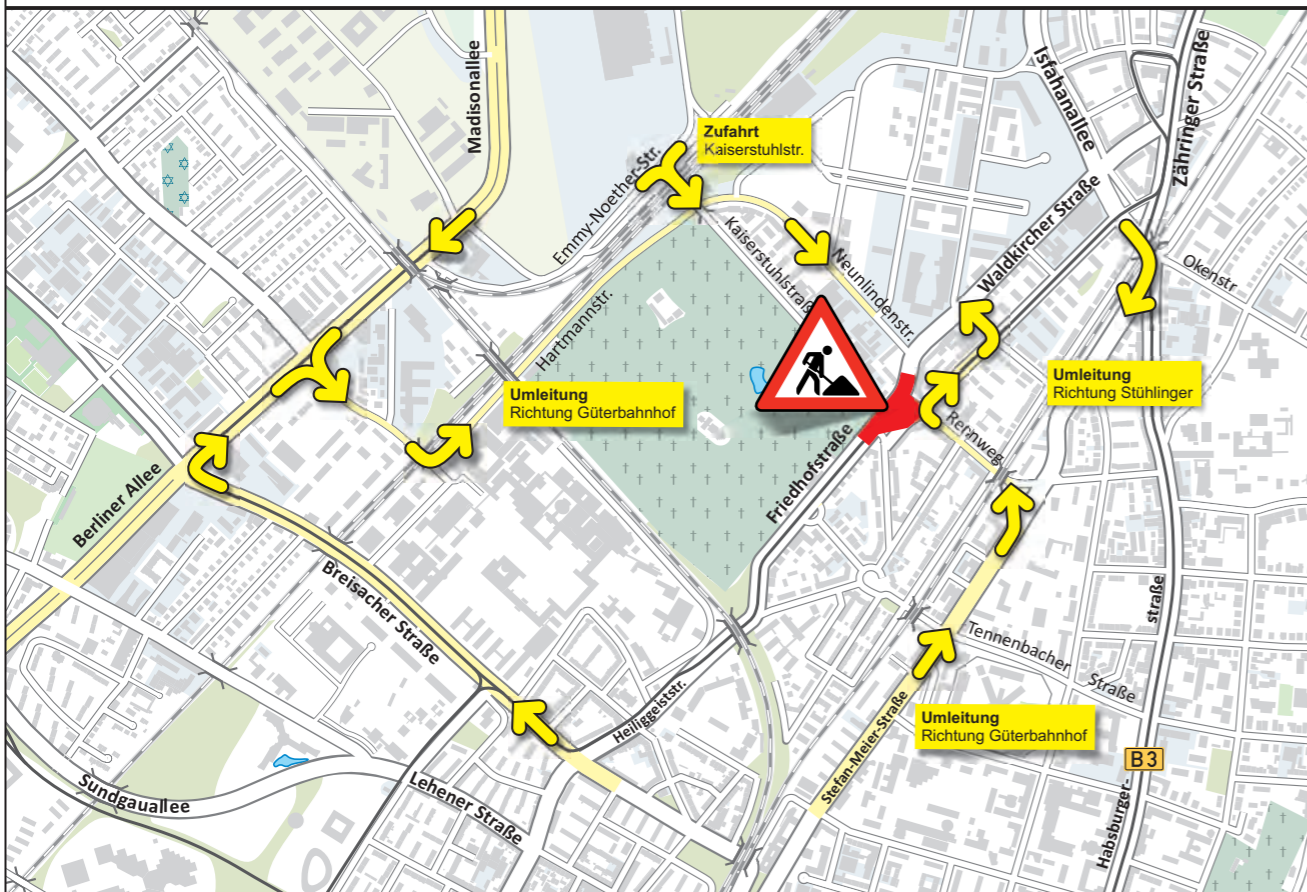 Madisonallee
Isfahanallee
Zähringer Straße
Zufahrt
Kaiserstuhlstr.
Emmy-Noether-Str.
Kaiserstuhlstraße
Neunlindenstr.
Waldkircher Straße
Okenstr
Hartmannstr.
Umleitung
Richtung Güterbahnhof
Umleitung
Richtung Stühlinger
Rennweg
Friedhofstraße
Berliner Allee
Breisacher Straße
straße
Tennenbacher
Straße
Heiliggeiststr.
Umleitung
Richtung Güterbahnhof
Stefan-Meier-Straße
B3
Sundgauallee
Lehener Straße
Habsburger-